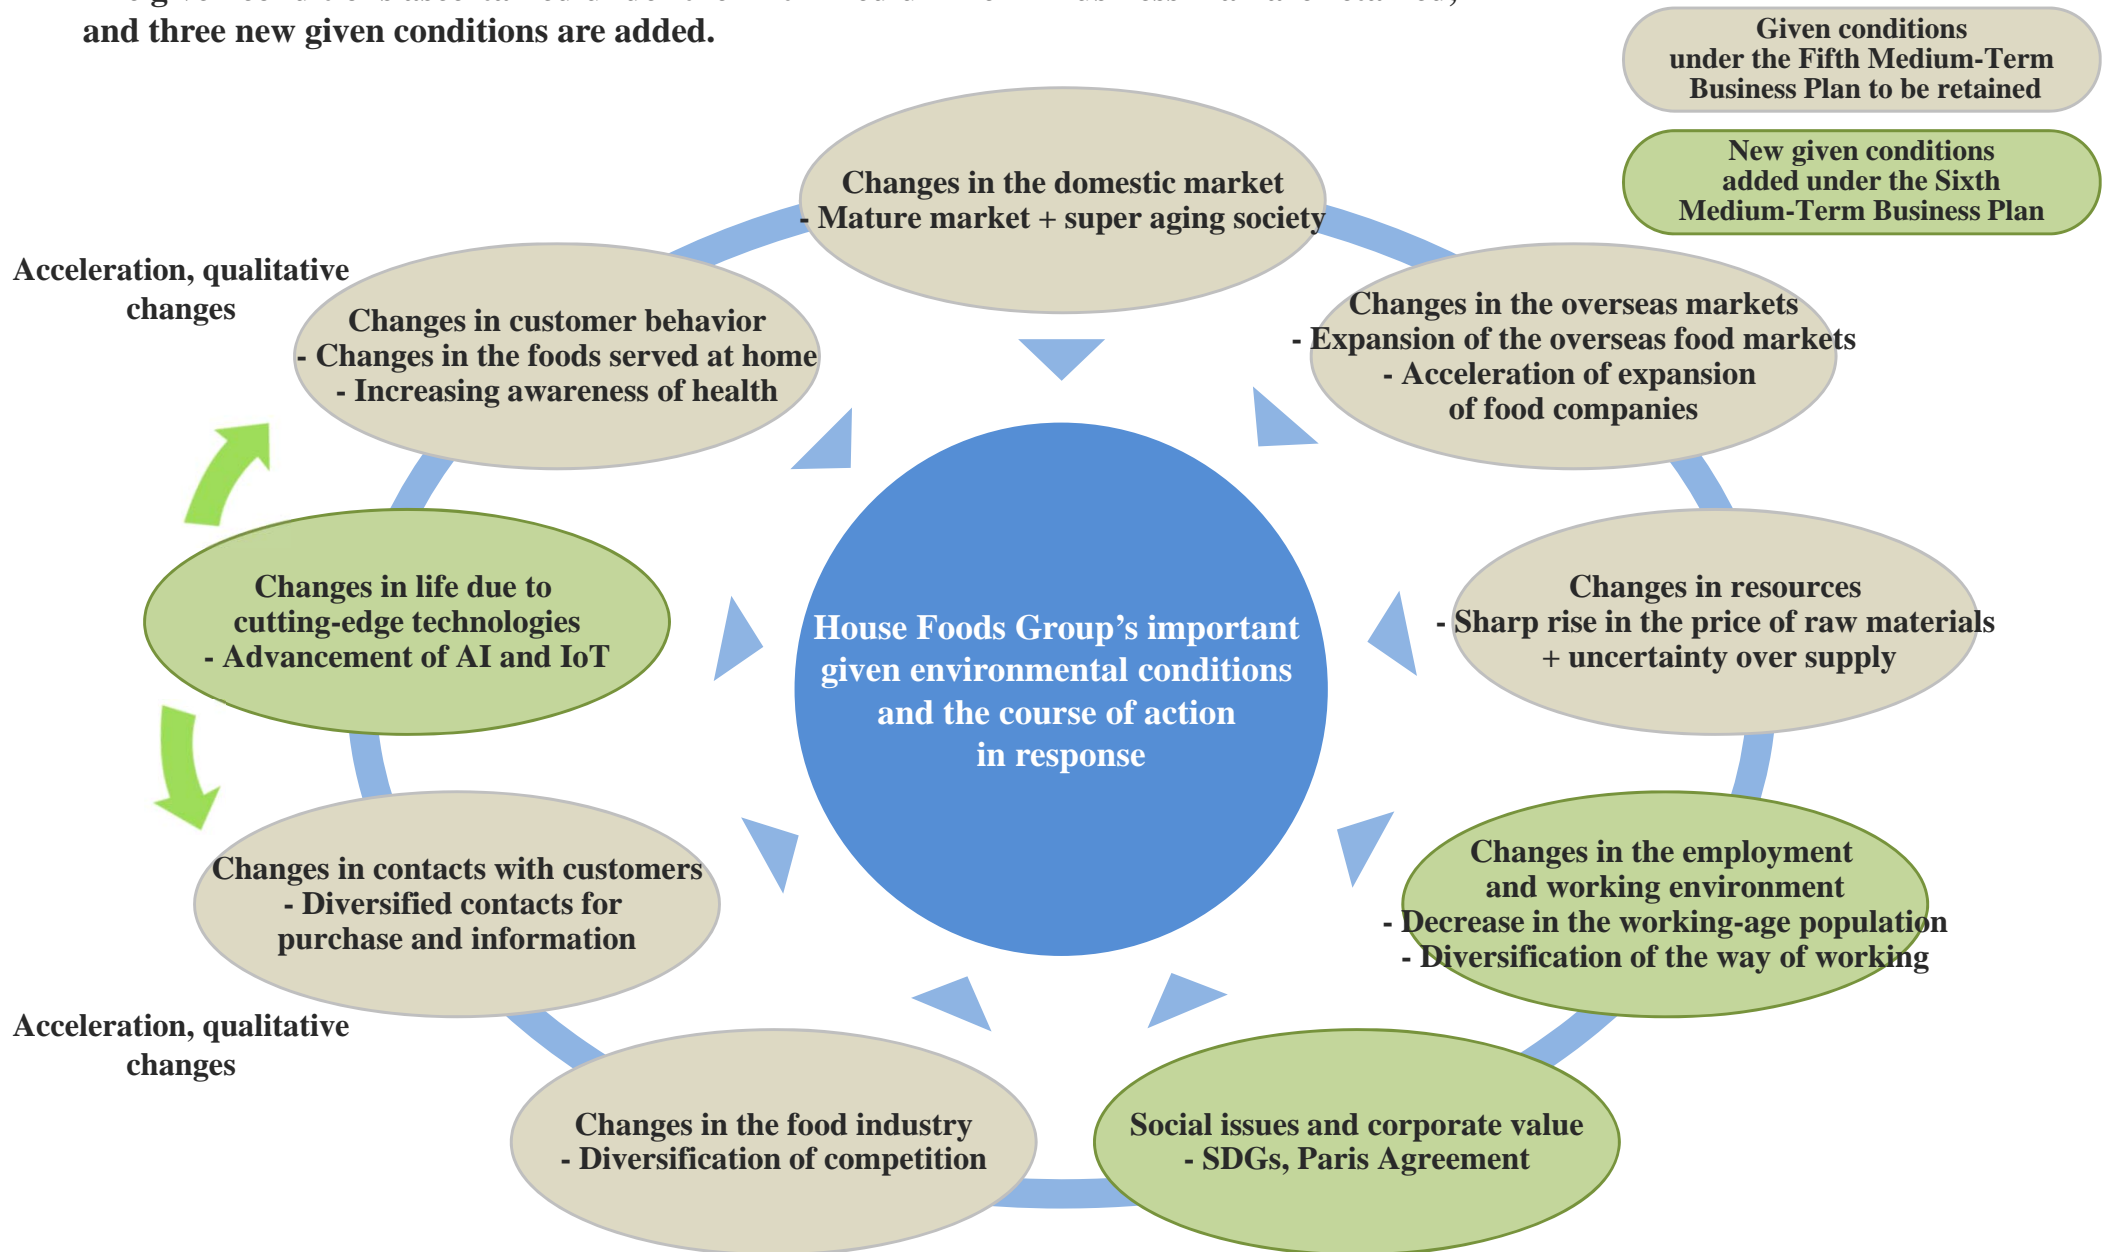 and three new given conditions are added.
Given conditions
under the Fifth Medium-Term
Business Plan to be retained
New given conditions
added under the Sixth
Medium-Term Business Plan
Changes in the domestic market
- Mature market + super aging society
Acceleration, qualitative
changes
Changes in customer behavior
- Changes in the foods served at home
- Increasing awareness of health
Changes in the overseas markets
- Expansion of the overseas food markets
- Acceleration of expansion
of food companies
Changes in life due to
cutting-edge technologies
- Advancement of AI and IoT
House Foods Group’s important
given environmental conditions
and the course of action
in response
Changes in resources
- Sharp rise in the price of raw materials
+ uncertainty over supply
Changes in contacts with customers
- Diversified contacts for
purchase and information
Changes in the employment
and working environment
- Decrease in the working-age population
- Diversification of the way of working
Acceleration, qualitative
changes
Changes in the food industry
- Diversification of competition
Social issues and corporate value
- SDGs, Paris Agreement